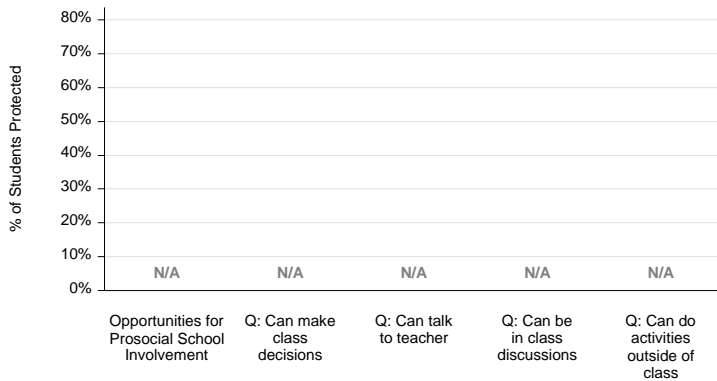 80%
70%
60%
50%
40%
30%
20%
10%
0%
% of Students Protected
N/A N/A N/A N/A N/A
Opportunities for
Prosocial School
Involvement
Q: Can make
class
decisions
Q: Can talk
to teacher
Q: Can be
in class
discussions
Q: Can do
activities
outside of
class